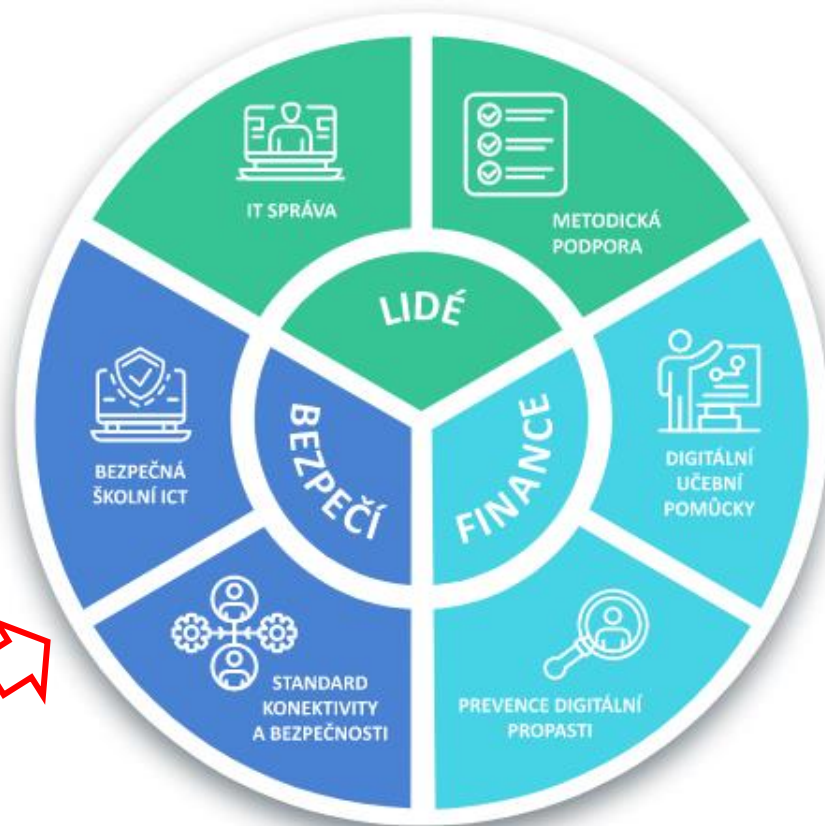 IT SPRÁVA
METODICKÁ
PODPORA
LIDÉ
BEZPEČÍ
FINANCE
BEZPEČNÁ
ŠKOLNÍ ICT
DIGITÁLNÍ
UČEBNÍ
POMŮCKY
STANDARD
KONEKTIVITY
A BEZPEČNOSTI
PREVENCE DIGITÁLNÍ
PROPASTI